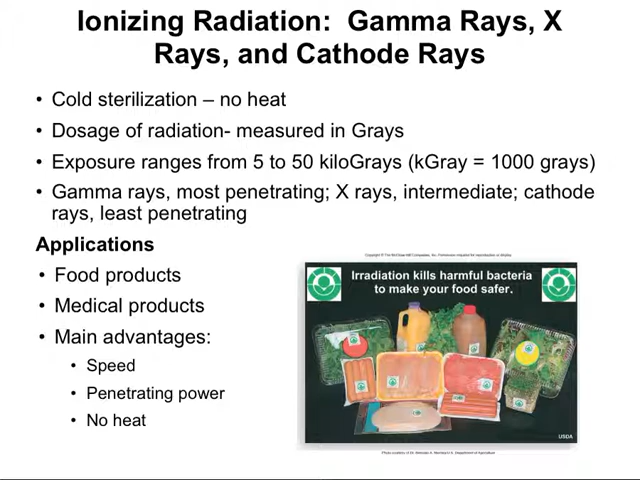 Ionizing Radiation:  Gamma Rays, X
Rays, and Cathode Rays
• Cold sterilization – no heat
• Dosage of radiation- measured in Grays
• Exposure ranges from 5 to 50 kiloGrays (kGray = 1000 grays)
• Gamma rays, most penetrating; X rays, intermediate; cathode
rays, least penetrating
Applications
• Food products
• Medical products
• Main advantages:
• Speed
• Penetrating power
• No heat
Irradiation kills harmful bacteria
to make your food safer.
USDA